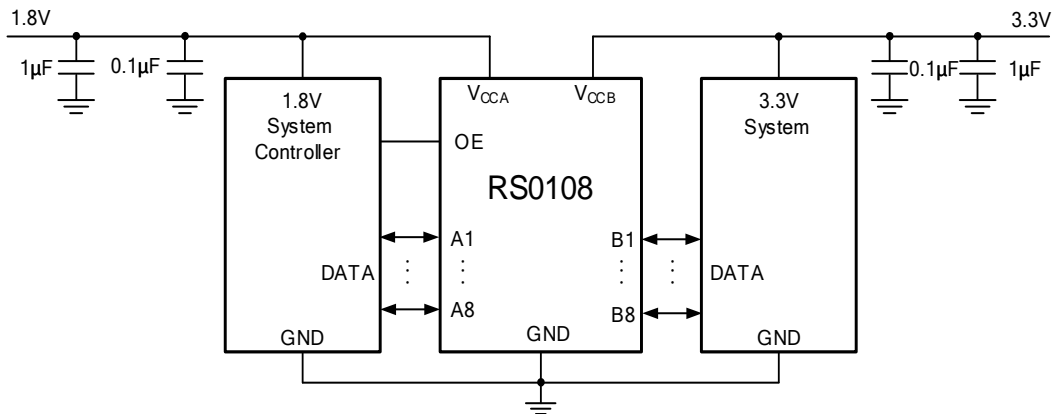 1.8V
3.3V
1μF
0.1μF
0.1μF
1μF
1.8V
System
Controller
VCCA
VCCB
OE
RS0108
A1
A8
B1
B8
3.3V
System
DATA
DATA
GND
GND
GND